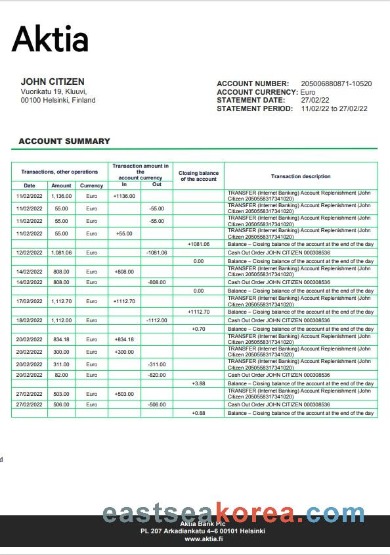 Aktia
JOHN CITIZEN
Vuorikatu 19, Kluuvi,
00100 Helsinki, Finland
ACCOUNT NUMBER: 205006880871-10520
ACCOUNT CURRENCY: Euro
STATEMENT DATE: 27/02/22
STATEMENT PERIOD: 11/02/22 to 27/02/22
ACCOUNT SUMMARY
Transactions, other operations
Transaction amount in the account currency
Closing balance of the account
Transaction description
Date Amount Currency In Out
11/02/2022 1,136.00 Euro +1136.00 TRANSFER (Internet Banking) Account Replenishment (John
Citizen 2050558317341020)
11/02/2022 55.00 Euro -55.00 TRANSFER (Internet Banking) Account Replenishment (John
Citizen 2050558317341020)
11/02/2022 55.00 Euro -55.00 TRANSFER (Internet Banking) Account Replenishment (John
Citizen 2050558317341020)
11/02/2022 55.00 Euro +55.00 TRANSFER (Internet Banking) Account Replenishment (John
Citizen 2050558317341020)
+1081.06 Balance – Closing balance of the account at the end of the day
12/02/2022 1,081.06 Euro -1081.06 Cash Out Order JOHN CITIZEN 000308536
0.00 Balance – Closing balance of the account at the end of the day
14/02/2022 808.00 Euro +808.00 TRANSFER (Internet Banking) Account Replenishment (John
Citizen 2050558317341020)
14/02/2022 808.00 Euro -808.00 Cash Out Order JOHN CITIZEN 000308536
0.00 Balance – Closing balance of the account at the end of the day
17/02/2022 1,112.70 Euro +1112.70 TRANSFER (Internet Banking) Account Replenishment (John
Citizen 2050558317341020)
+1112.70 Balance – Closing balance of the account at the end of the day
18/02/2022 1,112.00 Euro -1112.00 Cash Out Order JOHN CITIZEN 000308536
+0.70 Balance – Closing balance of the account at the end of the day
20/02/2022 834.18 Euro +834.18 TRANSFER (Internet Banking) Account Replenishment (John
Citizen 2050558317341020)
20/02/2022 300.00 Euro +300.00 TRANSFER (Internet Banking) Account Replenishment (John
Citizen 2050558317341020)
20/02/2022 311.00 Euro -311.00 TRANSFER (Internet Banking) Account Replenishment (John
Citizen 2050558317341020)
20/02/2022 82.00 Euro -820.00 Cash Out Order JOHN CITIZEN 000308536
+3.88 Balance – Closing balance of the account at the end of the day
27/02/2022 503.00 Euro +503.00 TRANSFER (Internet Banking) Account Replenishment (John
Citizen 2050558317341020)
27/02/2022 506.00 Euro -506.00 Cash Out Order JOHN CITIZEN 000308536
+0.88 Balance – Closing balance of the account at the end of the day
d
eastseakorea.com
Aktia Bank Plc
PL 207 Arkadiankatu 4–6 00101 Helsinki
www.aktia.fi